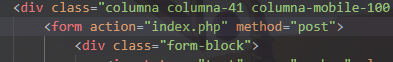 <div class="columna columna-41 columna-mobile-100
<form action="index.php" method="post">
<div class="form-block">